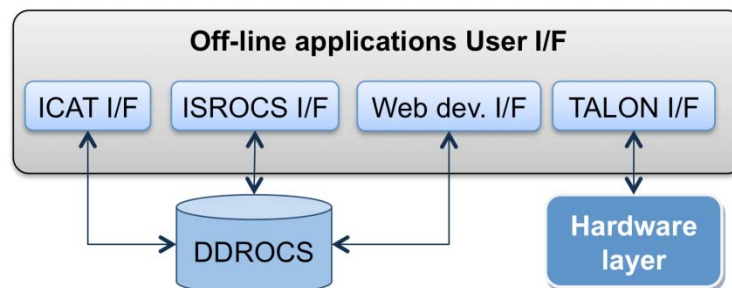 Off-line applications User I/F
ICAT I/F
ISROCS I/F
Web dev. I/F
TALON I/F
DDROCS
Hardware
layer